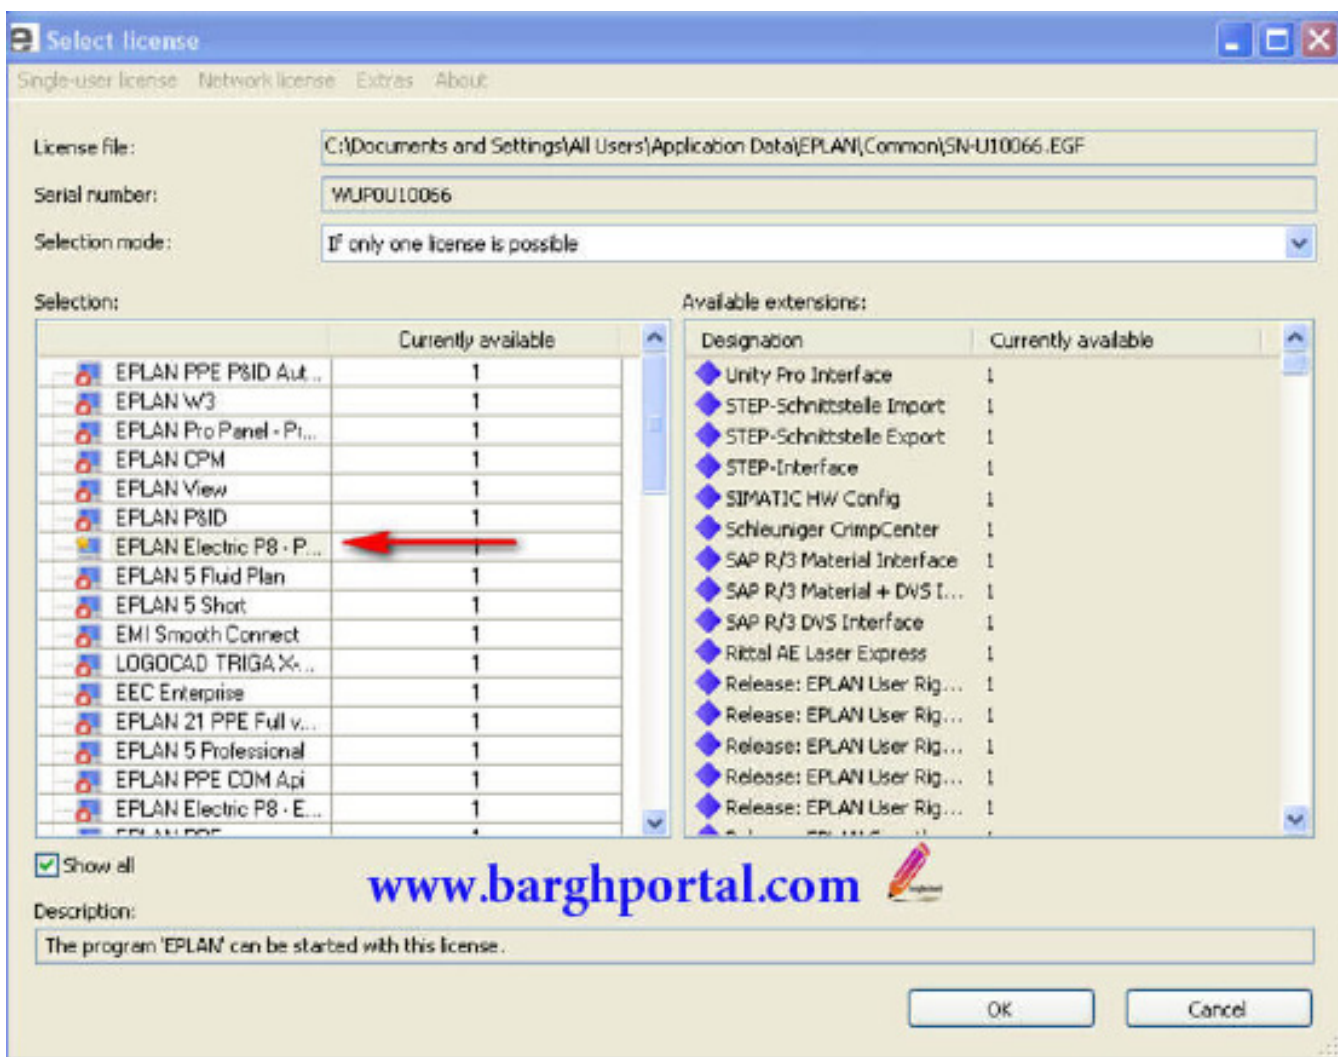 Select license
Single-user license Network license Extras About
License file: C:\Documents and Settings\All Users\Application Data\EPLAN\Common\SN-U10066.EGF
Serial number: WUP0U10066
Selection mode: If only one license is possible
Selection:
Currently available
EPLAN PPE P&ID Aut... 1
EPLAN W3 1
EPLAN Pro Panel - Pr... 1
EPLAN CPM 1
EPLAN View 1
EPLAN P&ID 1
EPLAN Electric P8 - P...
EPLAN 5 Fluid Plan 1
EPLAN 5 Short 1
EMI Smooth Connect 1
LOGOCAD TRIGA X-... 1
EEC Enterprise 1
EPLAN 21 PPE Full v... 1
EPLAN 5 Professional 1
EPLAN PPE COM Api 1
EPLAN Electric P8 - E... 1
EPLAN PPE
Available extensions:
Designation Currently available
Unity Pro Interface 1
STEP-Schnittstelle Import 1
STEP-Schnittstelle Export 1
STEP-Interface 1
SIMATIC HW Config 1
Schleuniger CrimpCenter 1
SAP R/3 Material Interface 1
SAP R/3 Material + DVS I... 1
SAP R/3 DVS Interface 1
Rittal AE Laser Express 1
Release: EPLAN User Rig... 1
Release: EPLAN User Rig... 1
Release: EPLAN User Rig... 1
Release: EPLAN User Rig... 1
Release: EPLAN User Rig... 1
Show all
www.barghportal.com
Description:
The program 'EPLAN' can be started with this license.
OK Cancel